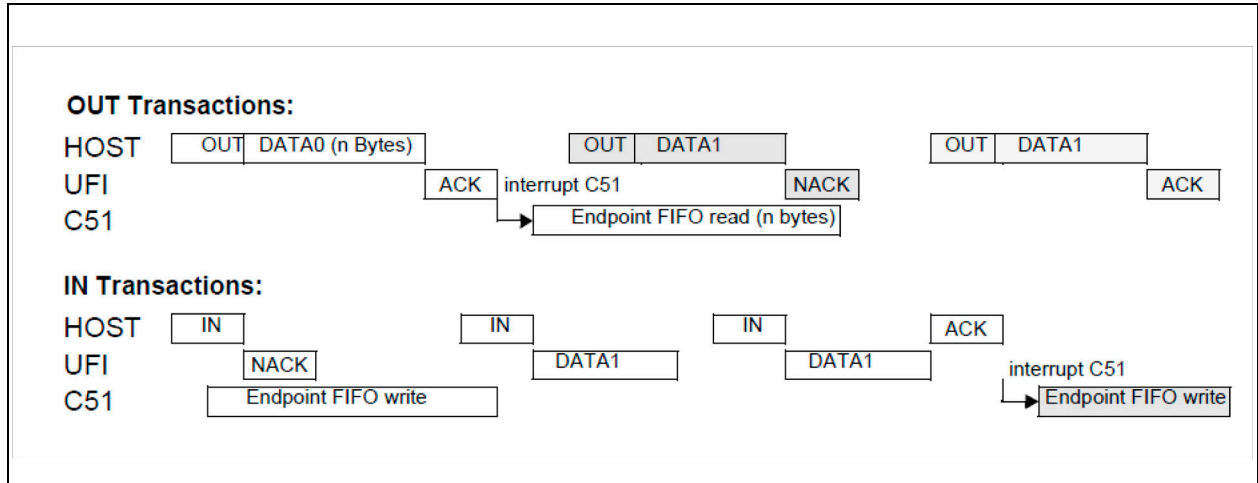 OUT Transactions:
HOST OUT DATA0 (n Bytes) OUT DATA1 OUT DATA1
UFI ACK interrupt C51 NACK ACK
C51 Endpoint FIFO read (n bytes)
IN Transactions:
HOST IN IN IN ACK
UFI NACK DATA1 DATA1 interrupt C51
C51 Endpoint FIFO write Endpoint FIFO write